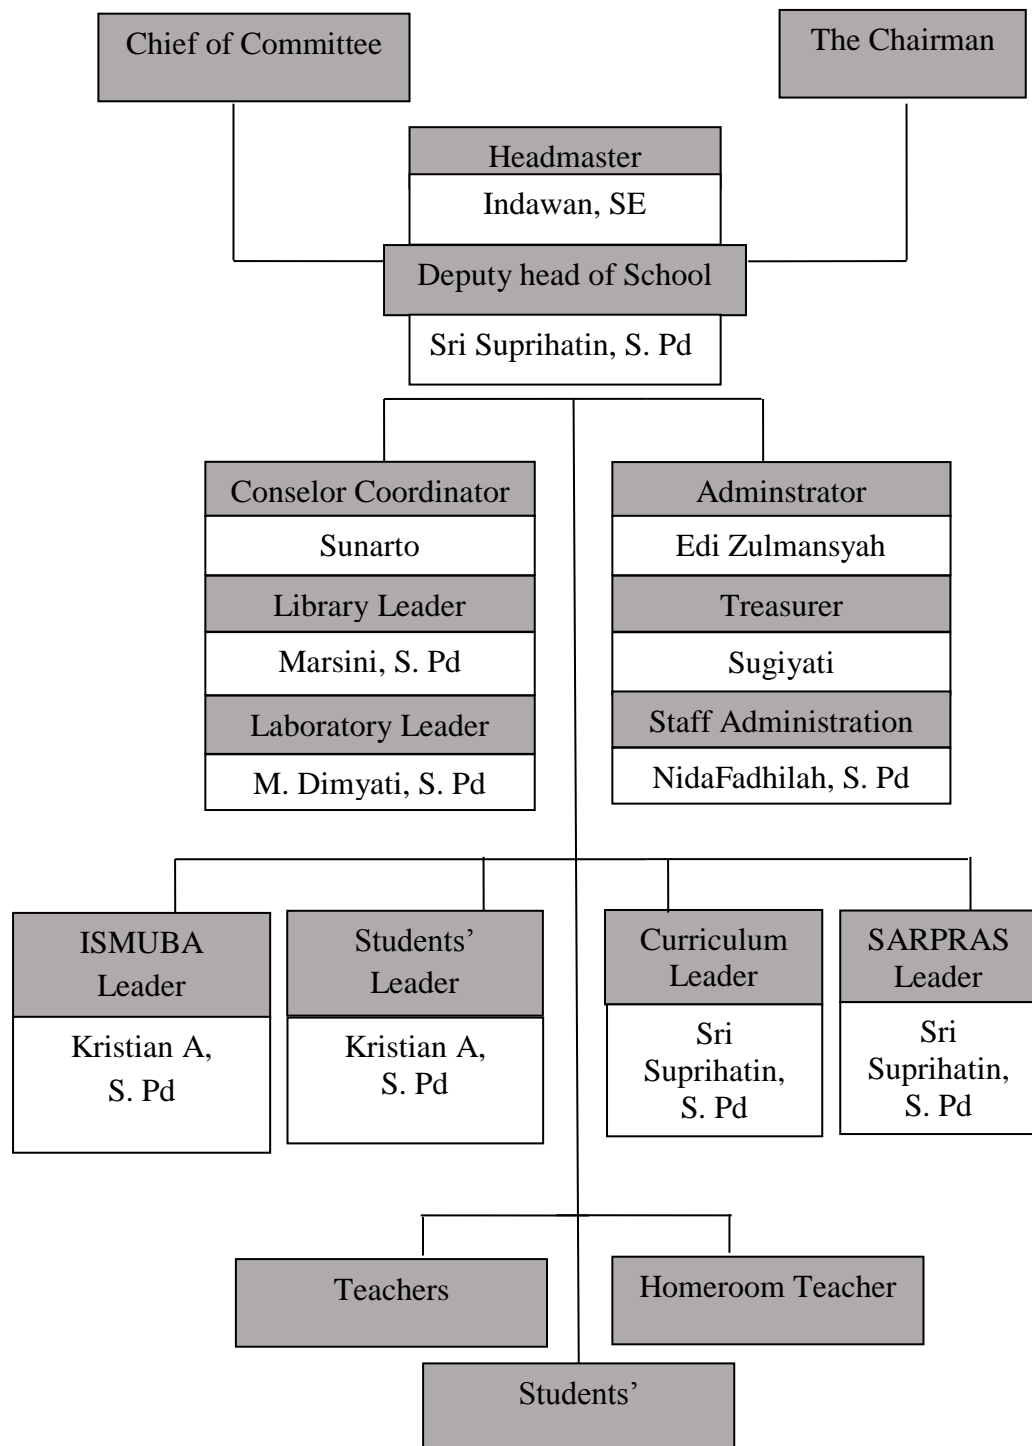 Chief of Committee
The Chairman
Headmaster
Indawan, SE
Deputy head of School
Sri Suprihatin, S. Pd
Conselor Coordinator
Sunarto
Library Leader
Marsini, S. Pd
Laboratory Leader
M. Dimyati, S. Pd
Adminstrator
Edi Zulmansyah
Treasurer
Sugiyati
Staff Administration
NidaFadhilah, S. Pd
ISMUBA
Leader
Kristian A,
S. Pd
Students’
Leader
Kristian A,
S. Pd
Curriculum
Leader
Sri
Suprihatin,
S. Pd
SARPRAS
Leader
Sri
Suprihatin,
S. Pd
Teachers
Homeroom Teacher
Students’